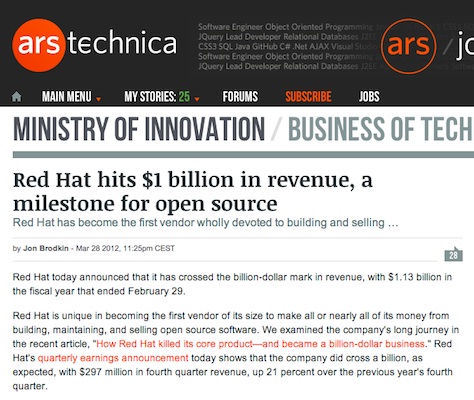 ars technica
Software Engineer Object Oriented Programming
JQuery Lead Developer Relational Databases
CSS3 SQL Java GitHub C# .Net AJAX Visual Studio
Software Engineer Object Oriented Programming
JQuery Lead Developer Relational Databases
ars /jo
MAIN MENU MY STORIES: 25 FORUMS SUBSCRIBE JOBS
MINISTRY OF INNOVATION / BUSINESS OF TECH
Red Hat hits $1 billion in revenue, a
milestone for open source
Red Hat has become the first vendor wholly devoted to building and selling ...
by Jon Brodkin - Mar 28 2012, 11:25pm CEST
28
Red Hat today announced that it has crossed the billion-dollar mark in revenue, with $1.13 billion in
the fiscal year that ended February 29.
Red Hat is unique in becoming the first vendor of its size to make all or nearly all of its money from
building, maintaining, and selling open source software. We examined the company's long journey in
the recent article, "How Red Hat killed its core product—and became a billion-dollar business." Red
Hat's quarterly earnings announcement today shows that the company did cross a billion, as
expected, with $297 million in fourth quarter revenue, up 21 percent over the previous year's fourth
quarter.